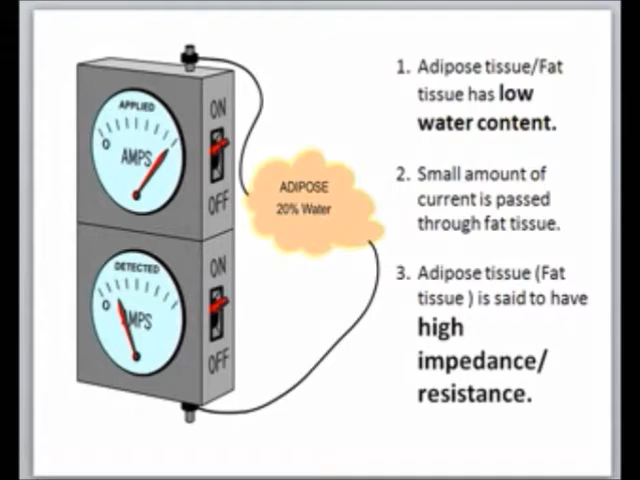 APPLIED
0
AMPS
ON
OFF
DETECTED
0
AMPS
ON
OFF
ADIPOSE
20% Water
1. Adipose tissue/Fat
tissue has low
water content.
2. Small amount of
current is passed
through fat tissue.
3. Adipose tissue (Fat
tissue ) is said to have
high
impedance/
resistance.